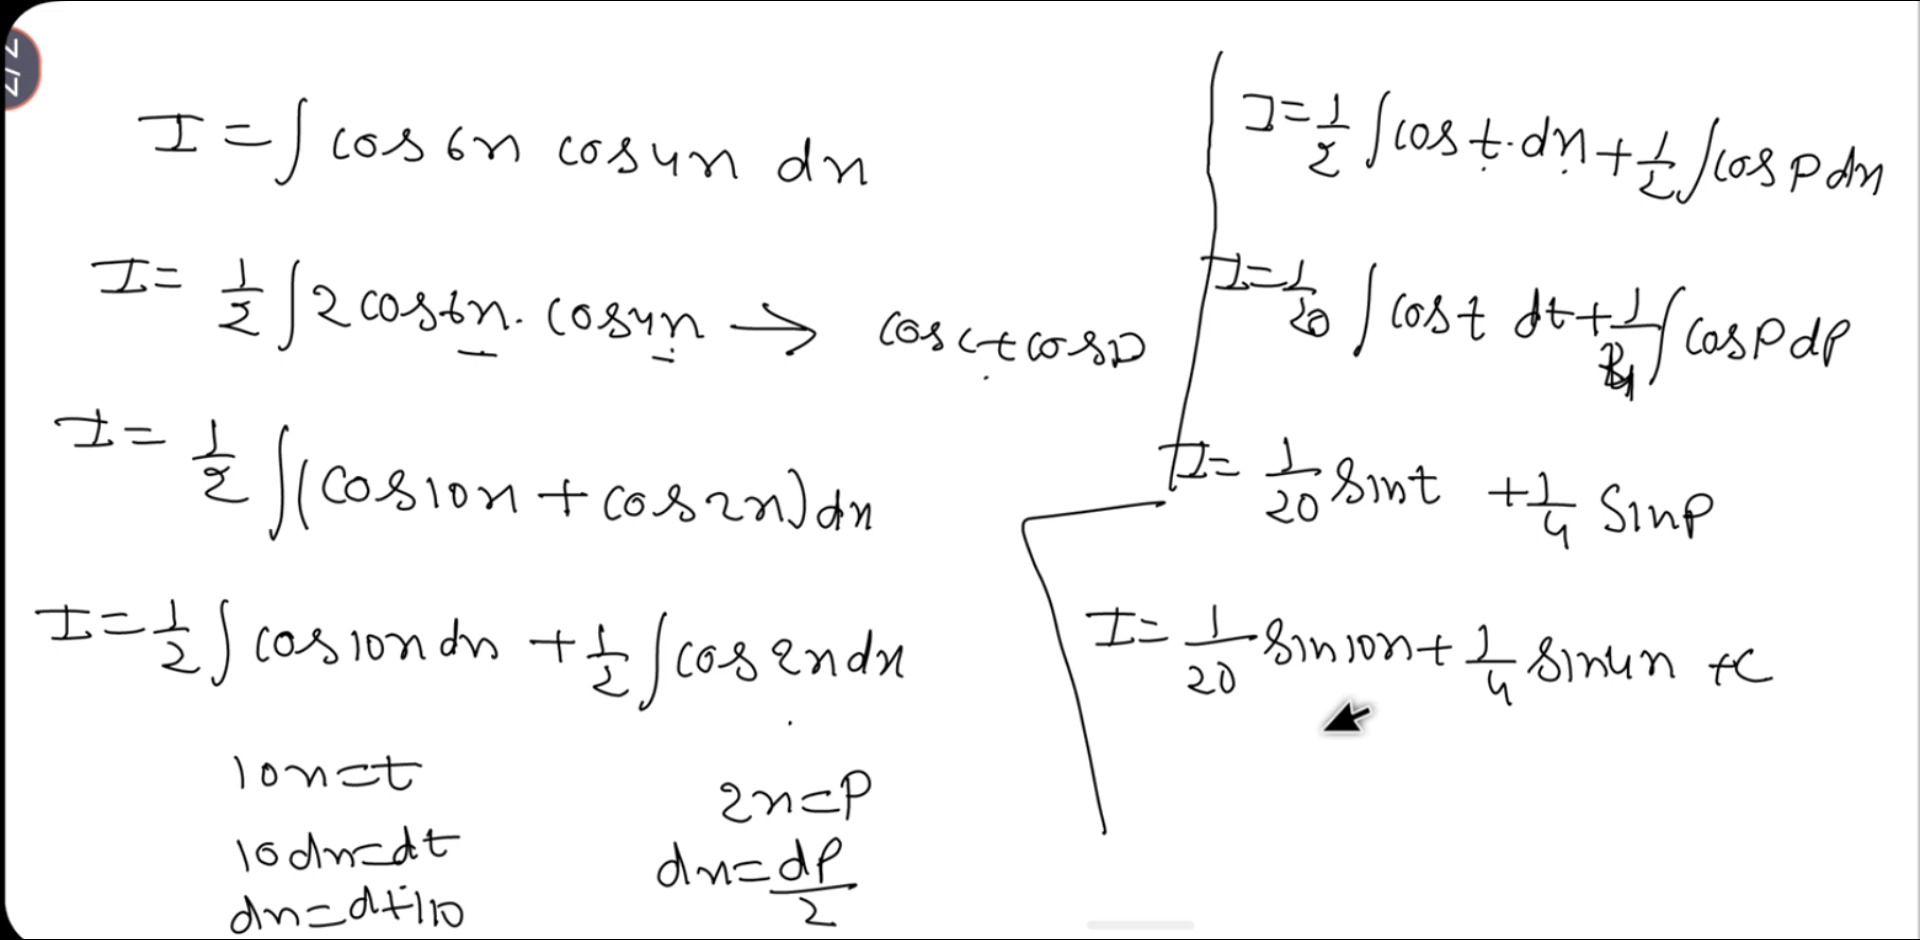 2/2
I = ∫ cos 6x cos 4x dx
I = 1/2 ∫ 2 cos 6x . cos 4x → cos C + cos D
I = 1/2 ∫ (cos 10x + cos 2x) dx
I = 1/2 ∫ cos 10x dx + 1/2 ∫ cos 2x dx
10x = t
10 dx = dt
dx = dt/10
2x = P
dx = dP/2
I = 1/2 ∫ cos t . dx + 1/2 ∫ cos P dx
I = 1/20 ∫ cos t dt + 1/4 ∫ cos P dP
I = 1/20 sin t + 1/4 sin P
I = 1/20 sin 10x + 1/4 sin 4x + C